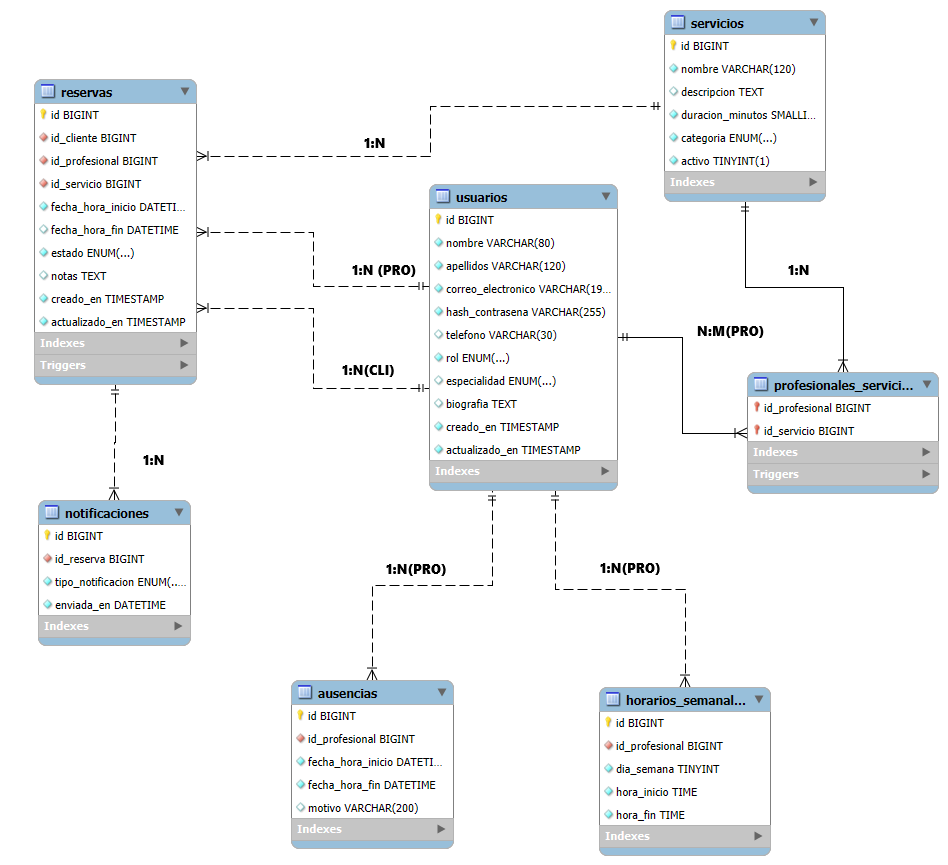 servicios
id BIGINT
nombre VARCHAR(120)
descripcion TEXT
duracion_minutos SMALLI...
categoria ENUM(...)
activo TINYINT(1)
Indexes
reservas
id BIGINT
id_cliente BIGINT
id_profesional BIGINT
id_servicio BIGINT
fecha_hora_inicio DATETI...
fecha_hora_fin DATETIME
estado ENUM(...)
notas TEXT
creado_en TIMESTAMP
actualizado_en TIMESTAMP
Indexes
Triggers
1:N
usuarios
id BIGINT
nombre VARCHAR(80)
apellidos VARCHAR(120)
correo_electronico VARCHAR(19...
hash_contrasena VARCHAR(255)
telefono VARCHAR(30)
rol ENUM(...)
especialidad ENUM(...)
biografia TEXT
creado_en TIMESTAMP
actualizado_en TIMESTAMP
Indexes
1:N (PRO)
1:N(CLI)
1:N
N:M(PRO)
profesionales_servici...
id_profesional BIGINT
id_servicio BIGINT
Indexes
Triggers
1:N
notificaciones
id BIGINT
id_reserva BIGINT
tipo_notificacion ENUM(...
enviada_en DATETIME
Indexes
1:N(PRO)
1:N(PRO)
ausencias
id BIGINT
id_profesional BIGINT
fecha_hora_inicio DATETI...
fecha_hora_fin DATETIME
motivo VARCHAR(200)
Indexes
horarios_semanal...
id BIGINT
id_profesional BIGINT
dia_semana TINYINT
hora_inicio TIME
hora_fin TIME
Indexes